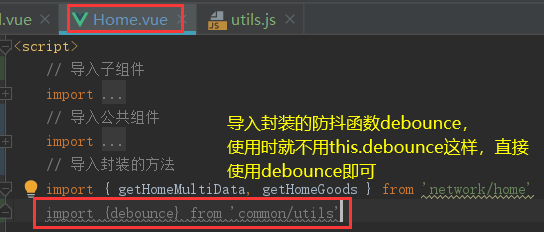 l.vue
Home.vue
utils.js
<script>
// 导入子组件
import ...
// 导入公共组件
import ...
// 导入封装的方法
import { getHomeMultiData, getHomeGoods } from 'network/home'
import {debounce} from 'common/utils'
导入封装的防抖函数debounce，
使用时就不用this.debounce这样，直接
使用debounce即可